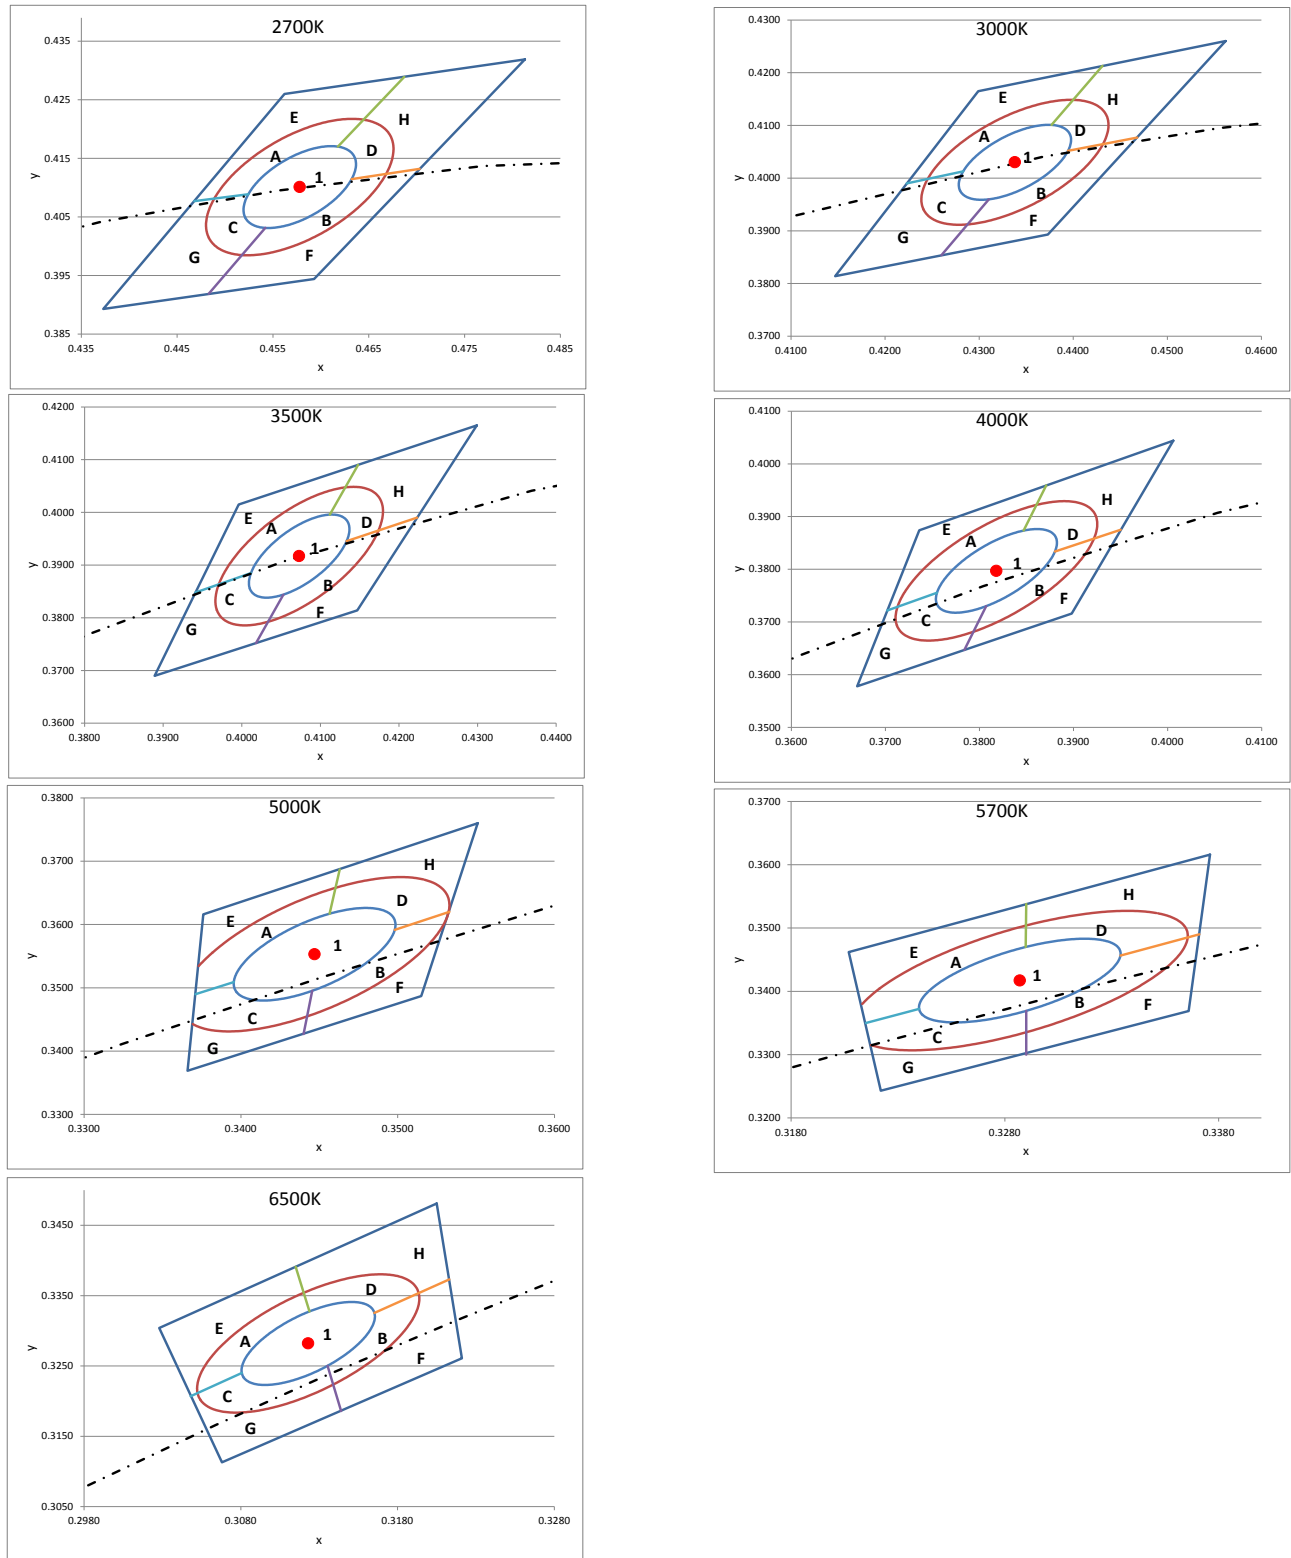 2700K
0.435
0.425
0.415
0.405
0.395
0.385
y
E
H
A
D
1
C
B
G
F
0.435 0.445 0.455 0.465 0.475 0.485
x
3000K
0.4300
0.4200
0.4100
0.4000
0.3900
0.3800
0.3700
y
E
H
A
D
1
B
C
F
G
0.4100 0.4200 0.4300 0.4400 0.4500 0.4600
x
3500K
0.4200
0.4100
0.4000
0.3900
0.3800
0.3700
0.3600
y
H
E
A
D
1
B
C
F
G
0.3800 0.3900 0.4000 0.4100 0.4200 0.4300 0.4400
x
4000K
0.4100
0.4000
0.3900
0.3800
0.3700
0.3600
0.3500
y
H
E
A
D
1
B
F
C
G
0.3600 0.3700 0.3800 0.3900 0.4000 0.4100
x
5000K
0.3800
0.3700
0.3600
0.3500
0.3400
0.3300
y
H
D
E
A
1
B
F
C
G
0.3300 0.3400 0.3500 0.3600
x
5700K
0.3700
0.3600
0.3500
0.3400
0.3300
0.3200
y
H
D
E
A
1
B
F
C
G
0.3180 0.3280 0.3380
x
6500K
0.3450
0.3350
0.3250
0.3150
0.3050
y
H
D
E
A
1
B
F
C
G
0.2980 0.3080 0.3180 0.3280
x